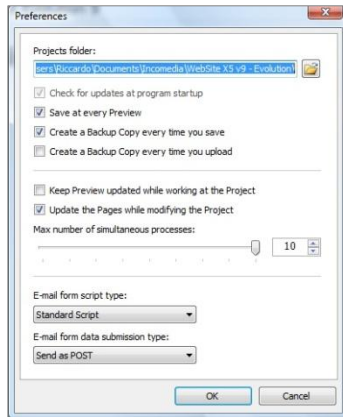 Preferences
Projects folder:
sers\Riccardo\Documents\Incomedia\WebSite X5 v9 - Evolution\
Check for updates at program startup
Save at every Preview
Create a Backup Copy every time you save
Create a Backup Copy every time you upload
Keep Preview updated while working at the Project
Update the Pages while modifying the Project
Max number of simultaneous processes:
10
E-mail form script type:
Standard Script
E-mail form data submission type:
Send as POST
OK Cancel